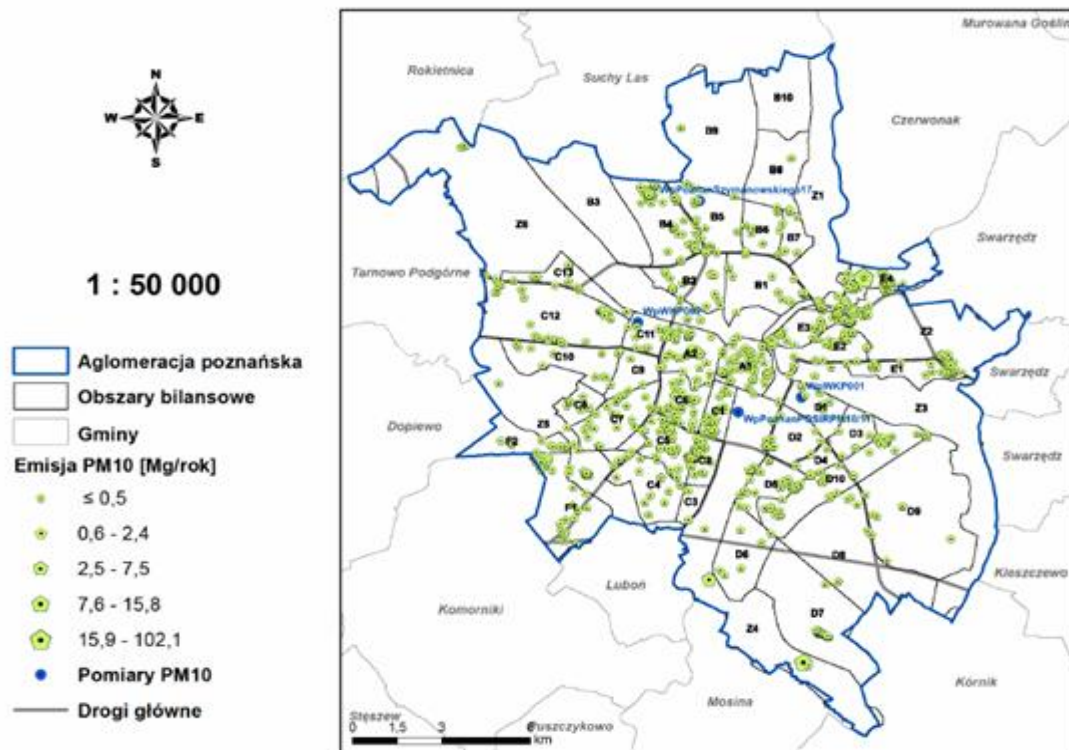 N
W E
S
1 : 50 000
Aglomeracja poznańska
Obszary bilansowe
Gminy
Emisja PM10 [Mg/rok]
≤ 0,5
0,6 - 2,4
2,5 - 7,5
7,6 - 15,8
15,9 - 102,1
Pomiary PM10
Drogi główne
Murowana Goślin
Rokietnica
Suchy Las
Czerwonak
Swarzędz
Tarnowo Podgórne
Swarzędz
Dopiewo
Swarzędz
Kleszczewo
Luboń
Komorniki
Kórnik
Mosina
Stęszew
Puszczykowo
B10
B9
B8
Z1
B3
WpPoznanSzymanowskiego17
B4
B5
B6
B7
Z6
C13
B2
B1
E4
C12
C11
E3
Z2
A2
E2
C10
A1
E1
C9
WpWKP001
Z3
C8
C7
C6
C1
D1
Z5
F2
C5
D2
D3
C2
D4
C4
D5
D10
C3
F1
D9
D6
D8
D7
Z4
0 1,5 3 6
km